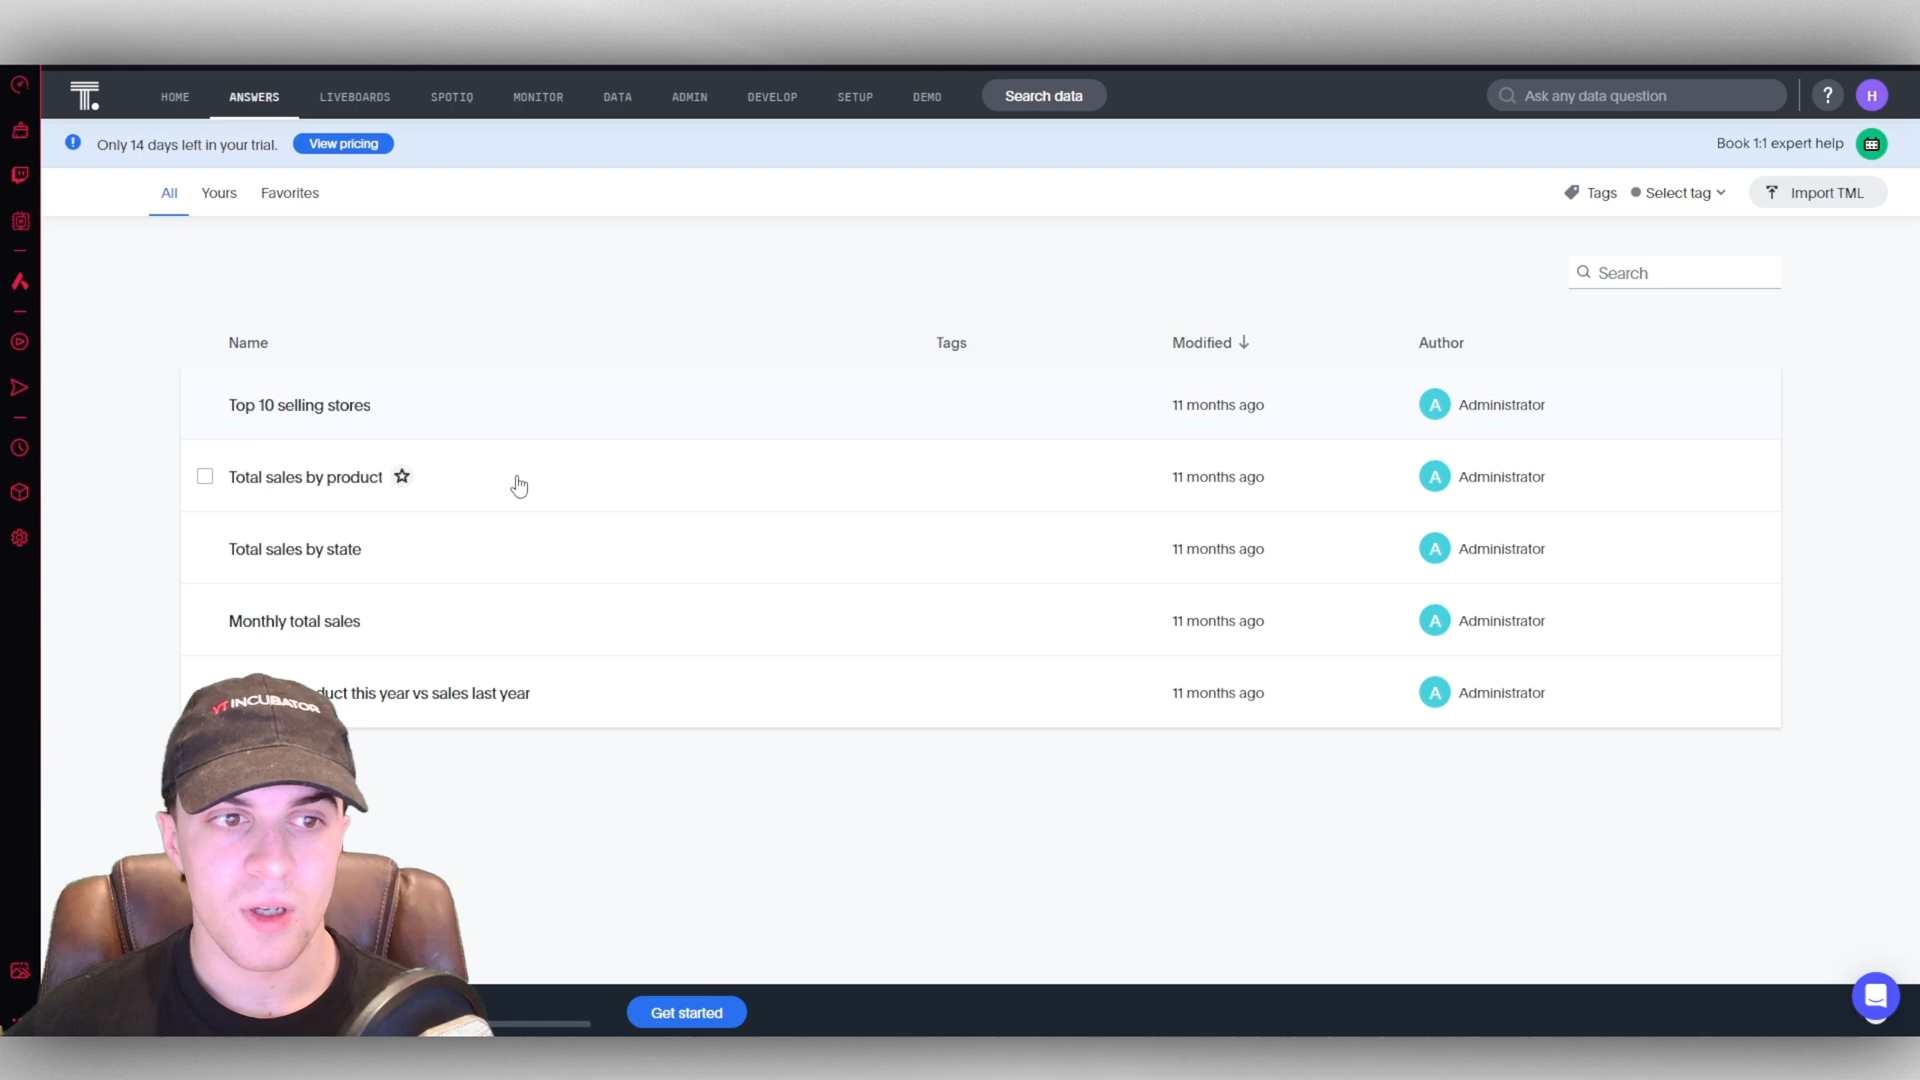 HOME ANSWERS LIVEBOARDS SPOTIQ MONITOR DATA ADMIN DEVELOP SETUP DEMO Search data Ask any data question ? H
Only 14 days left in your trial. View pricing Book 1:1 expert help
All Yours Favorites Tags Select tag Import TML
Search
Name Tags Modified Author
Top 10 selling stores 11 months ago A Administrator
Total sales by product 11 months ago A Administrator
Total sales by state 11 months ago A Administrator
Monthly total sales 11 months ago A Administrator
this year vs sales last year 11 months ago A Administrator
YT INCUBATOR
Get started